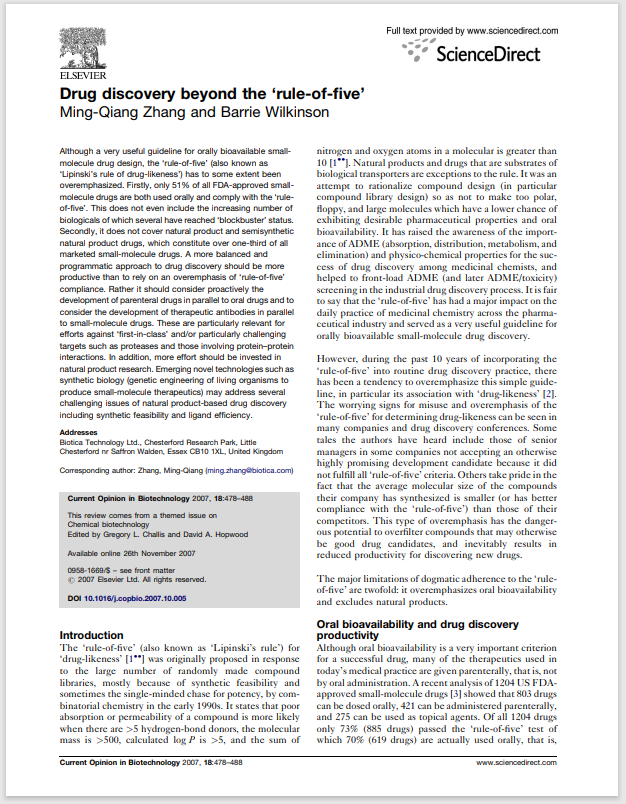 Full text provided by www.sciencedirect.com
ELSEVIER
ScienceDirect
Drug discovery beyond the ‘rule-of-five’
Ming-Qiang Zhang and Barrie Wilkinson
Although a very useful guideline for orally bioavailable small-
molecule drug design, the ‘rule-of-five’ (also known as
‘Lipinski’s rule of drug-likeness’) has to some extent been
overemphasized. Firstly, only 51% of all FDA-approved small-
molecule drugs are both used orally and comply with the ‘rule-
of-five’. This does not even include the increasing number of
biologicals of which several have reached ‘blockbuster’ status.
Secondly, it does not cover natural product and semisynthetic
natural product drugs, which constitute over one-third of all
marketed small-molecule drugs. A more balanced and
programmatic approach to drug discovery should be more
productive than to rely on an overemphasis of ‘rule-of-five’
compliance. Rather it should consider proactively the
development of parenteral drugs in parallel to oral drugs and to
consider the development of therapeutic antibodies in parallel
to small-molecule drugs. These are particularly relevant for
efforts against ‘first-in-class’ and/or particularly challenging
targets such as proteases and those involving protein–protein
interactions. In addition, more effort should be invested in
natural product research. Emerging novel technologies such as
synthetic biology (genetic engineering of living organisms to
produce small-molecule therapeutics) may address several
challenging issues of natural product-based drug discovery
including synthetic feasibility and ligand efficiency.
Addresses
Biotica Technology Ltd., Chesterford Research Park, Little
Chesterford nr Saffron Walden, Essex CB10 1XL, United Kingdom
Corresponding author: Zhang, Ming-Qiang (ming.zhang@biotica.com)
Current Opinion in Biotechnology 2007, 18:478–488
This review comes from a themed issue on
Chemical biotechnology
Edited by Gregory L. Challis and David A. Hopwood
Available online 26th November 2007
0958-1669/$ – see front matter
© 2007 Elsevier Ltd. All rights reserved.
DOI 10.1016/j.copbio.2007.10.005
Introduction
The ‘rule-of-five’ (also known as ‘Lipinski’s rule’) for
‘drug-likeness’ [1••] was originally proposed in response
to the large number of randomly made compound
libraries, mostly because of synthetic feasibility and
sometimes the single-minded chase for potency, by com-
binatorial chemistry in the early 1990s. It states that poor
absorption or permeability of a compound is more likely
when there are >5 hydrogen-bond donors, the molecular
mass is >500, calculated log P is >5, and the sum of
nitrogen and oxygen atoms in a molecular is greater than
10 [1••]. Natural products and drugs that are substrates of
biological transporters are exceptions to the rule. It was an
attempt to rationalize compound design (in particular
compound library design) so as not to make too polar,
floppy, and large molecules which have a lower chance of
exhibiting desirable pharmaceutical properties and oral
bioavailability. It has raised the awareness of the import-
ance of ADME (absorption, distribution, metabolism, and
elimination) and physico-chemical properties for the suc-
cess of drug discovery among medicinal chemists, and
helped to front-load ADME (and later ADME/toxicity)
screening in the industrial drug discovery process. It is fair
to say that the ‘rule-of-five’ has had a major impact on the
daily practice of medicinal chemistry across the pharma-
ceutical industry and served as a very useful guideline for
orally bioavailable small-molecule drug discovery.
However, during the past 10 years of incorporating the
‘rule-of-five’ into routine drug discovery practice, there
has been a tendency to overemphasize this simple guide-
line, in particular its association with ‘drug-likeness’ [2].
The worrying signs for misuse and overemphasis of the
‘rule-of-five’ for determining drug-likeness can be seen in
many companies and drug discovery conferences. Some
tales the authors have heard include those of senior
managers in some companies not accepting an otherwise
highly promising development candidate because it did
not fulfill all ‘rule-of-five’ criteria. Others take pride in the
fact that the average molecular size of the compounds
their company has synthesized is smaller (or has better
compliance with the ‘rule-of-five’) than those of their
competitors. This type of overemphasis has the danger-
ous potential to overfilter compounds that may otherwise
be good drug candidates, and inevitably results in
reduced productivity for discovering new drugs.
The major limitations of dogmatic adherence to the ‘rule-
of-five’ are twofold: it overemphasizes oral bioavailability
and excludes natural products.
Oral bioavailability and drug discovery
productivity
Although oral bioavailability is a very important criterion
for a successful drug, many of the therapeutics used in
today’s medical practice are given parenterally, that is, not
by oral administration. A recent analysis of 1204 US FDA-
approved small-molecule drugs [3] showed that 803 drugs
can be dosed orally, 421 can be administered parenterally,
and 275 can be used as topical agents. Of all 1204 drugs
only 73% (885 drugs) passed the ‘rule-of-five’ test of
which 70% (619 drugs) are actually used orally, that is,
Current Opinion in Biotechnology 2007, 18:478–488
www.sciencedirect.com